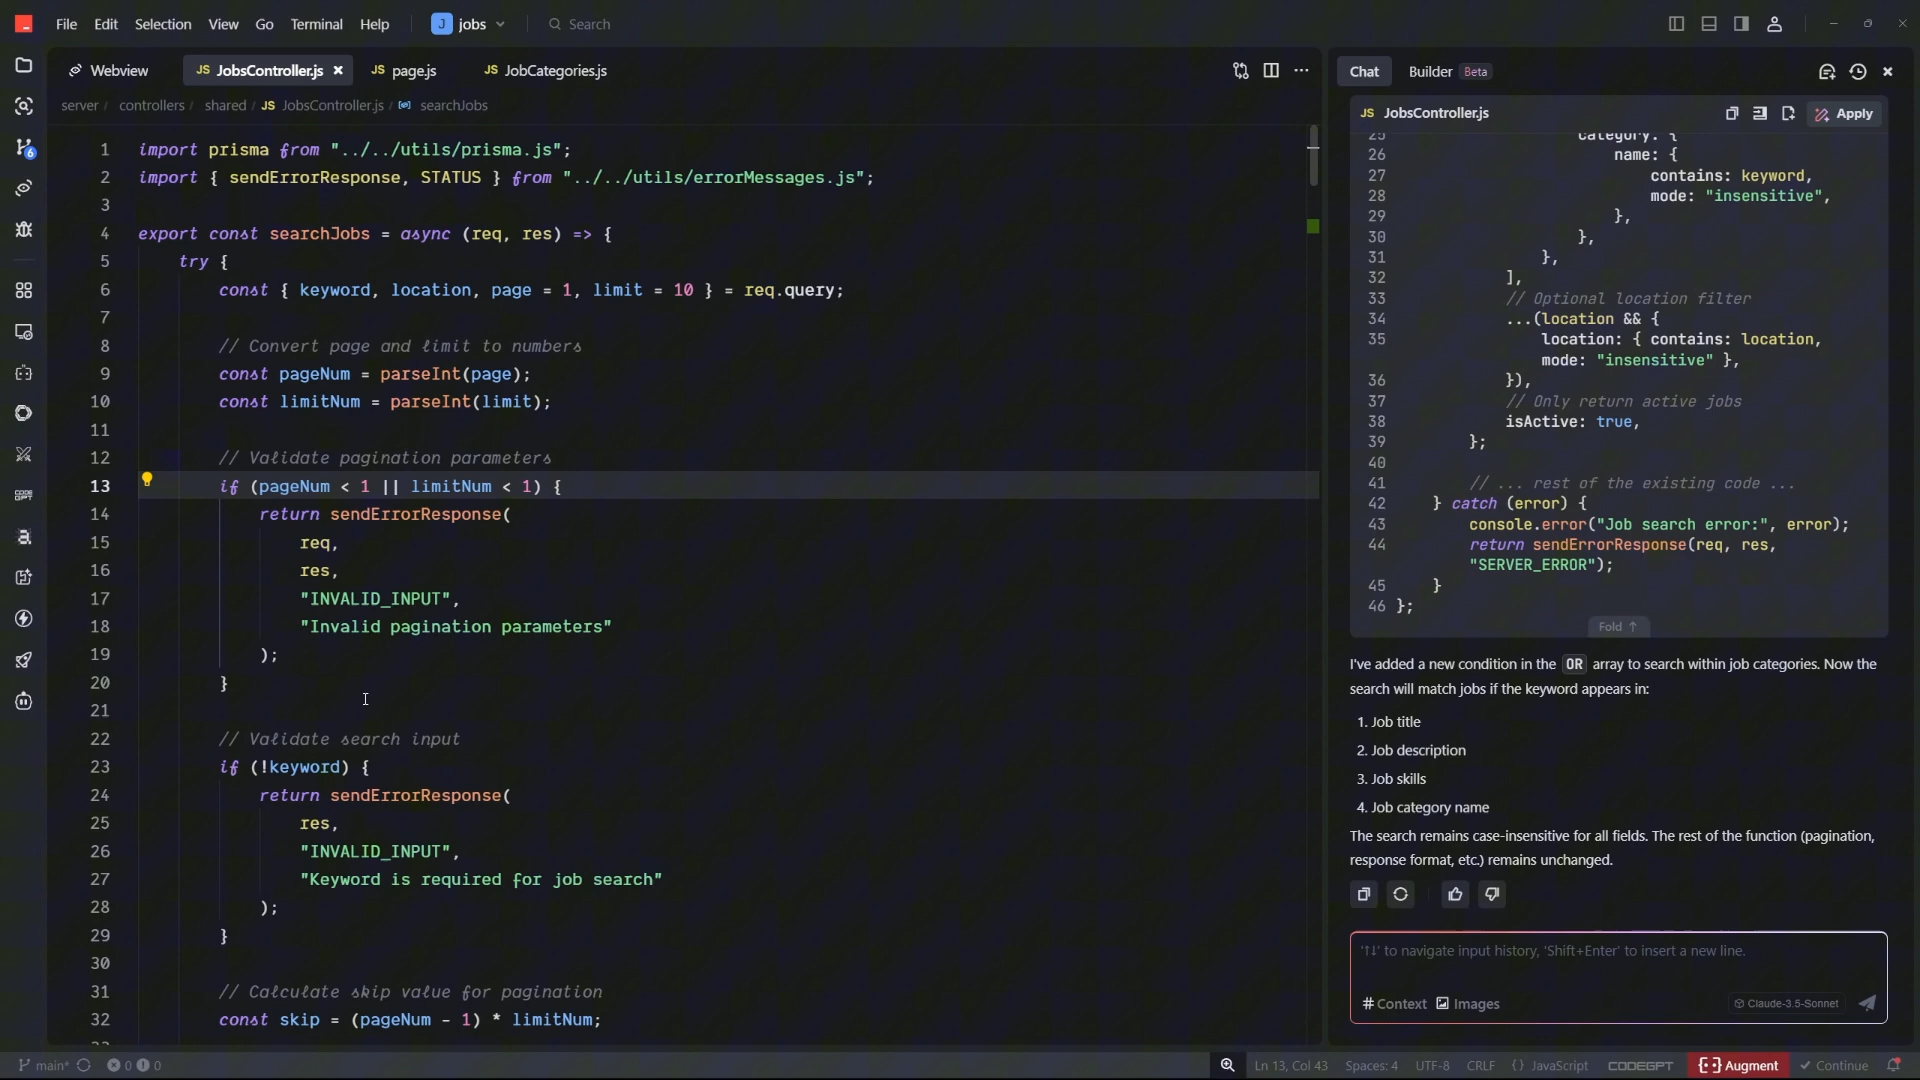 File Edit Selection View Go Terminal Help J jobs Search
Webview JS JobsController.js JS page.js JS JobCategories.js
server / controllers / shared / JS JobsController.js / searchJobs
1 import prisma from "../../utils/prisma.js";
2 import { sendErrorResponse, STATUS } from "../../utils/errorMessages.js";
3
4 export const searchJobs = async (req, res) => {
5 try {
6 const { keyword, location, page = 1, limit = 10 } = req.query;
7
8 // Convert page and limit to numbers
9 const pageNum = parseInt(page);
10 const limitNum = parseInt(limit);
11
12 // Validate pagination parameters
13 if (pageNum < 1 || limitNum < 1) {
14 return sendErrorResponse(
15 req,
16 res,
17 "INVALID_INPUT",
18 "Invalid pagination parameters"
19 );
20 }
21
22 // Validate search input
23 if (!keyword) {
24 return sendErrorResponse(
25 res,
26 "INVALID_INPUT",
27 "Keyword is required for job search"
28 );
29 }
30
31 // Calculate skip value for pagination
32 const skip = (pageNum - 1) * limitNum;
Chat Builder Beta
JS JobsController.js Apply
25 category: {
26 name: {
27 contains: keyword,
28 mode: "insensitive",
29 },
30 },
31 },
32 ],
33 // Optional location filter
34 ...(location && {
35 location: { contains: location,
mode: "insensitive" },
36 }),
37 // Only return active jobs
38 isActive: true,
39 };
40
41 // ... rest of the existing code ...
42 } catch (error) {
43 console.error("Job search error:", error);
44 return sendErrorResponse(req, res,
"SERVER_ERROR");
45 }
46 };
Fold ↑
I've added a new condition in the OR array to search within job categories. Now the
search will match jobs if the keyword appears in:
1. Job title
2. Job description
3. Job skills
4. Job category name
The search remains case-insensitive for all fields. The rest of the function (pagination,
response format, etc.) remains unchanged.
'↑↓' to navigate input history, 'Shift+Enter' to insert a new line.
# Context Images Claude-3.5-Sonnet
main* 0 0 Ln 13, Col 43 Spaces: 4 UTF-8 CRLF {} JavaScript CODEGPT Augment Continue